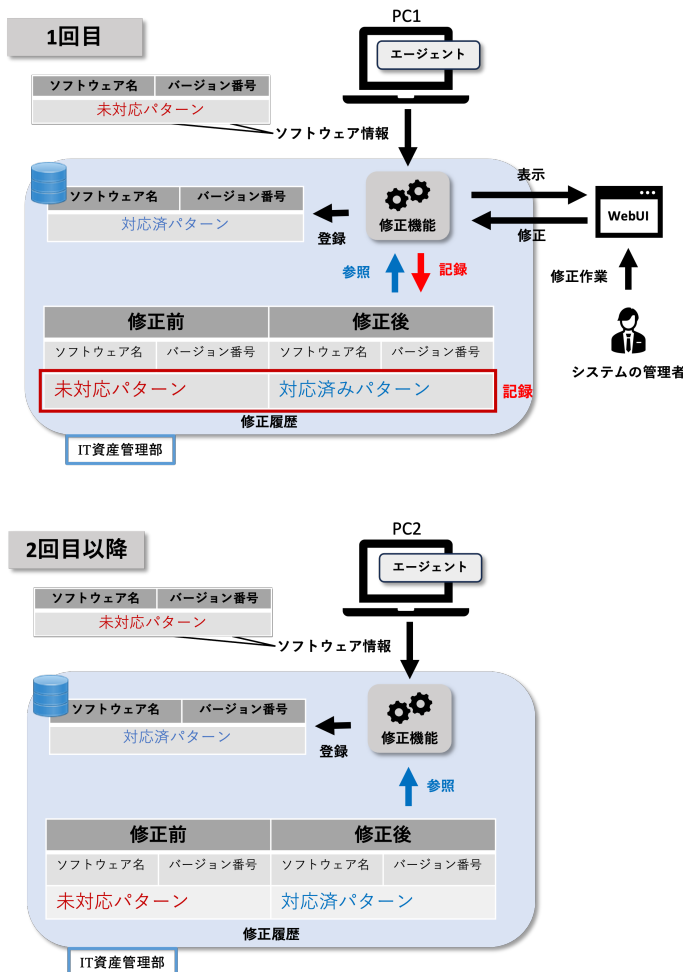 PC1
1回目
エージェント
ソフトウェア名 バージョン番号
未対応パターン
ソフトウェア情報
表示
ソフトウェア名 バージョン番号
対応済パターン
登録
修正機能
修正
WebUI
参照
記録
修正作業
システムの管理者
修正前 修正後
ソフトウェア名 バージョン番号 ソフトウェア名 バージョン番号
未対応パターン 対応済みパターン
記録
修正履歴
IT資産管理部
PC2
2回目以降
エージェント
ソフトウェア名 バージョン番号
未対応パターン
ソフトウェア情報
ソフトウェア名 バージョン番号
対応済パターン
登録
修正機能
参照
修正前 修正後
ソフトウェア名 バージョン番号 ソフトウェア名 バージョン番号
未対応パターン 対応済パターン
修正履歴
IT資産管理部